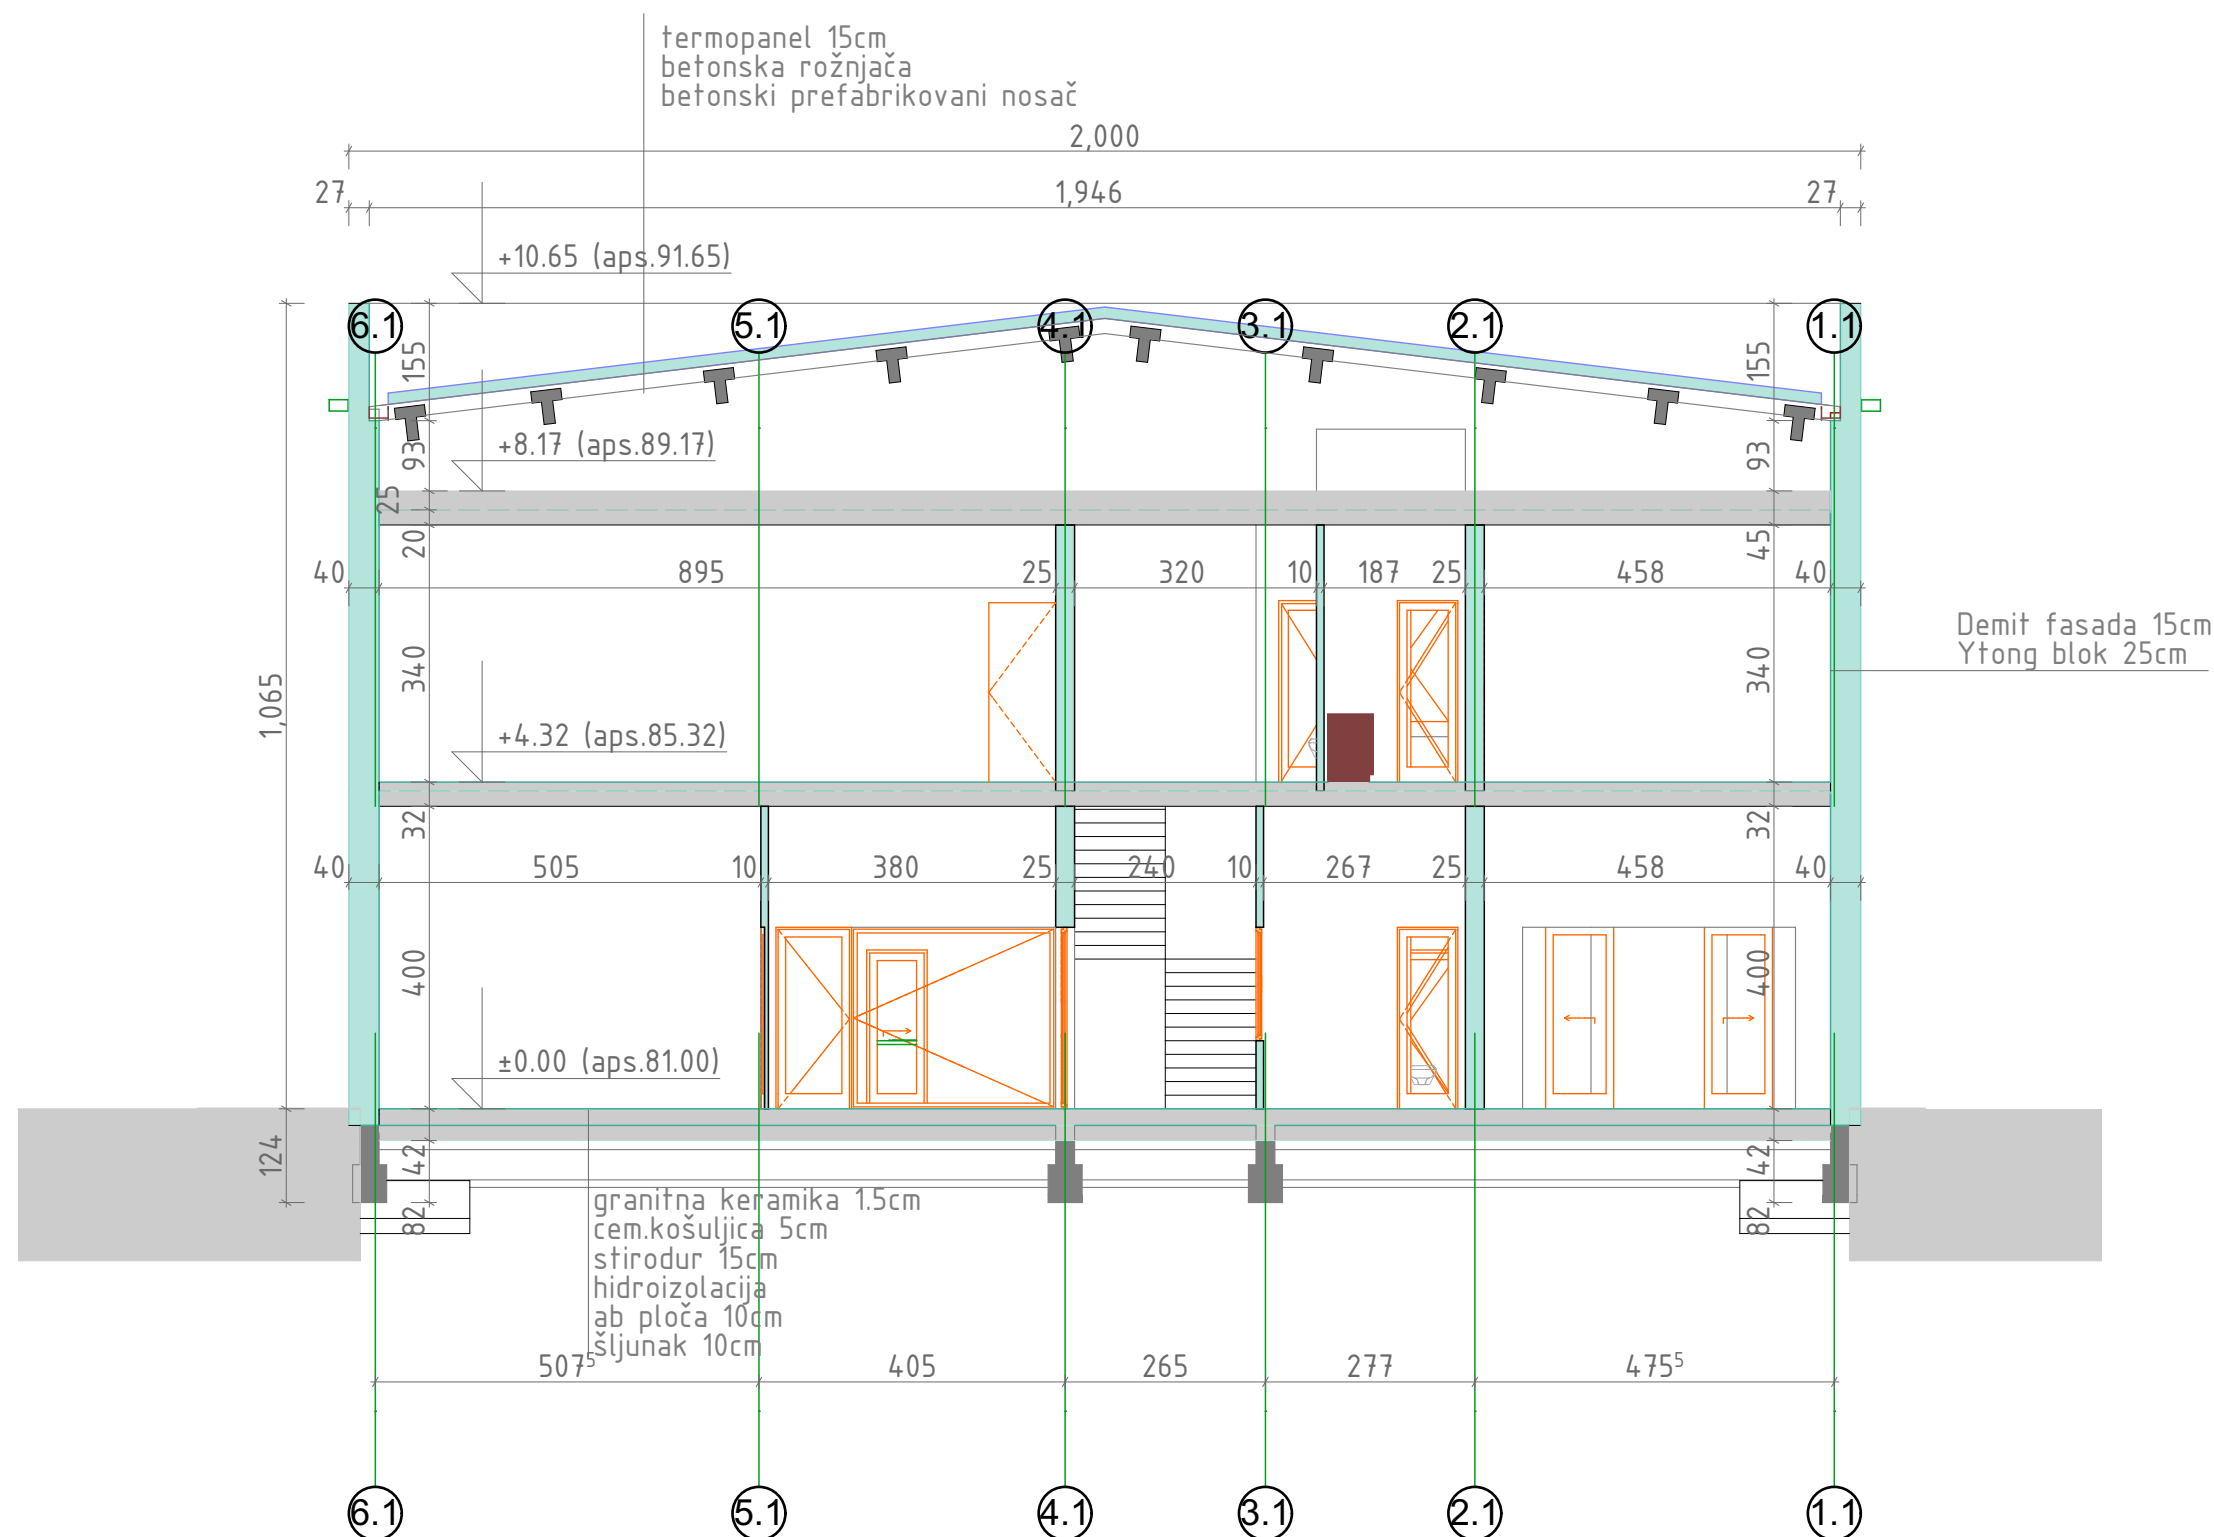 termopanel 15cm
betonska rožnjača
betonski prefabrikovani nosač
2,000
27 1,946 27
+10.65 (aps.91.65)
6.1 5.1 4.1 3.1 2.1 1.1
155 155
+8.17 (aps.89.17)
93 93
25
20 45
40 895 25 320 10 187 25 458 40
Demit fasada 15cm
Ytong blok 25cm
340 340
1,065
+4.32 (aps.85.32)
32 32
40 505 10 380 25 240 10 267 25 458 40
400 400
±0.00 (aps.81.00)
124 42 42
82 82
granitna keramika 1.5cm
cem.košuljica 5cm
stirodur 15cm
hidroizolacija
ab ploča 10cm
šljunak 10cm
507⁵ 405 265 277 475⁵
6.1 5.1 4.1 3.1 2.1 1.1